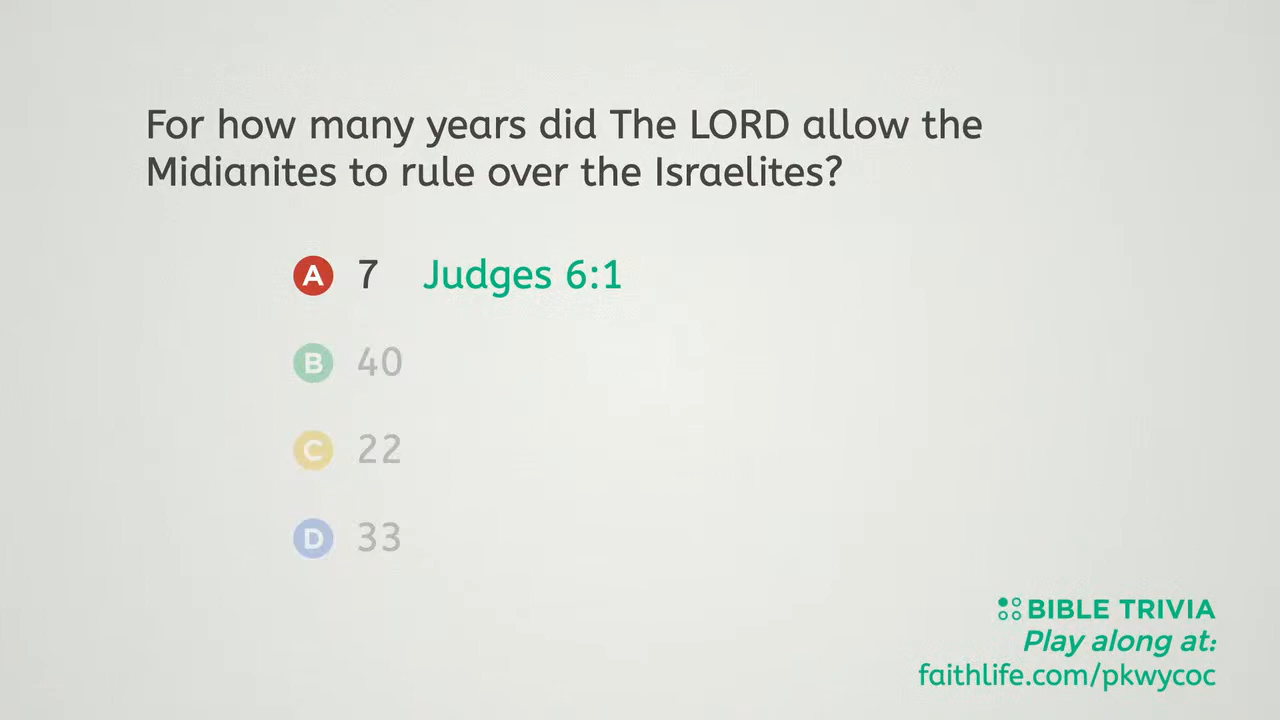 For how many years did The LORD allow the
Midianites to rule over the Israelites?
A 7 Judges 6:1
B 40
C 22
D 33
BIBLE TRIVIA
Play along at:
faithlife.com/pkwycoc